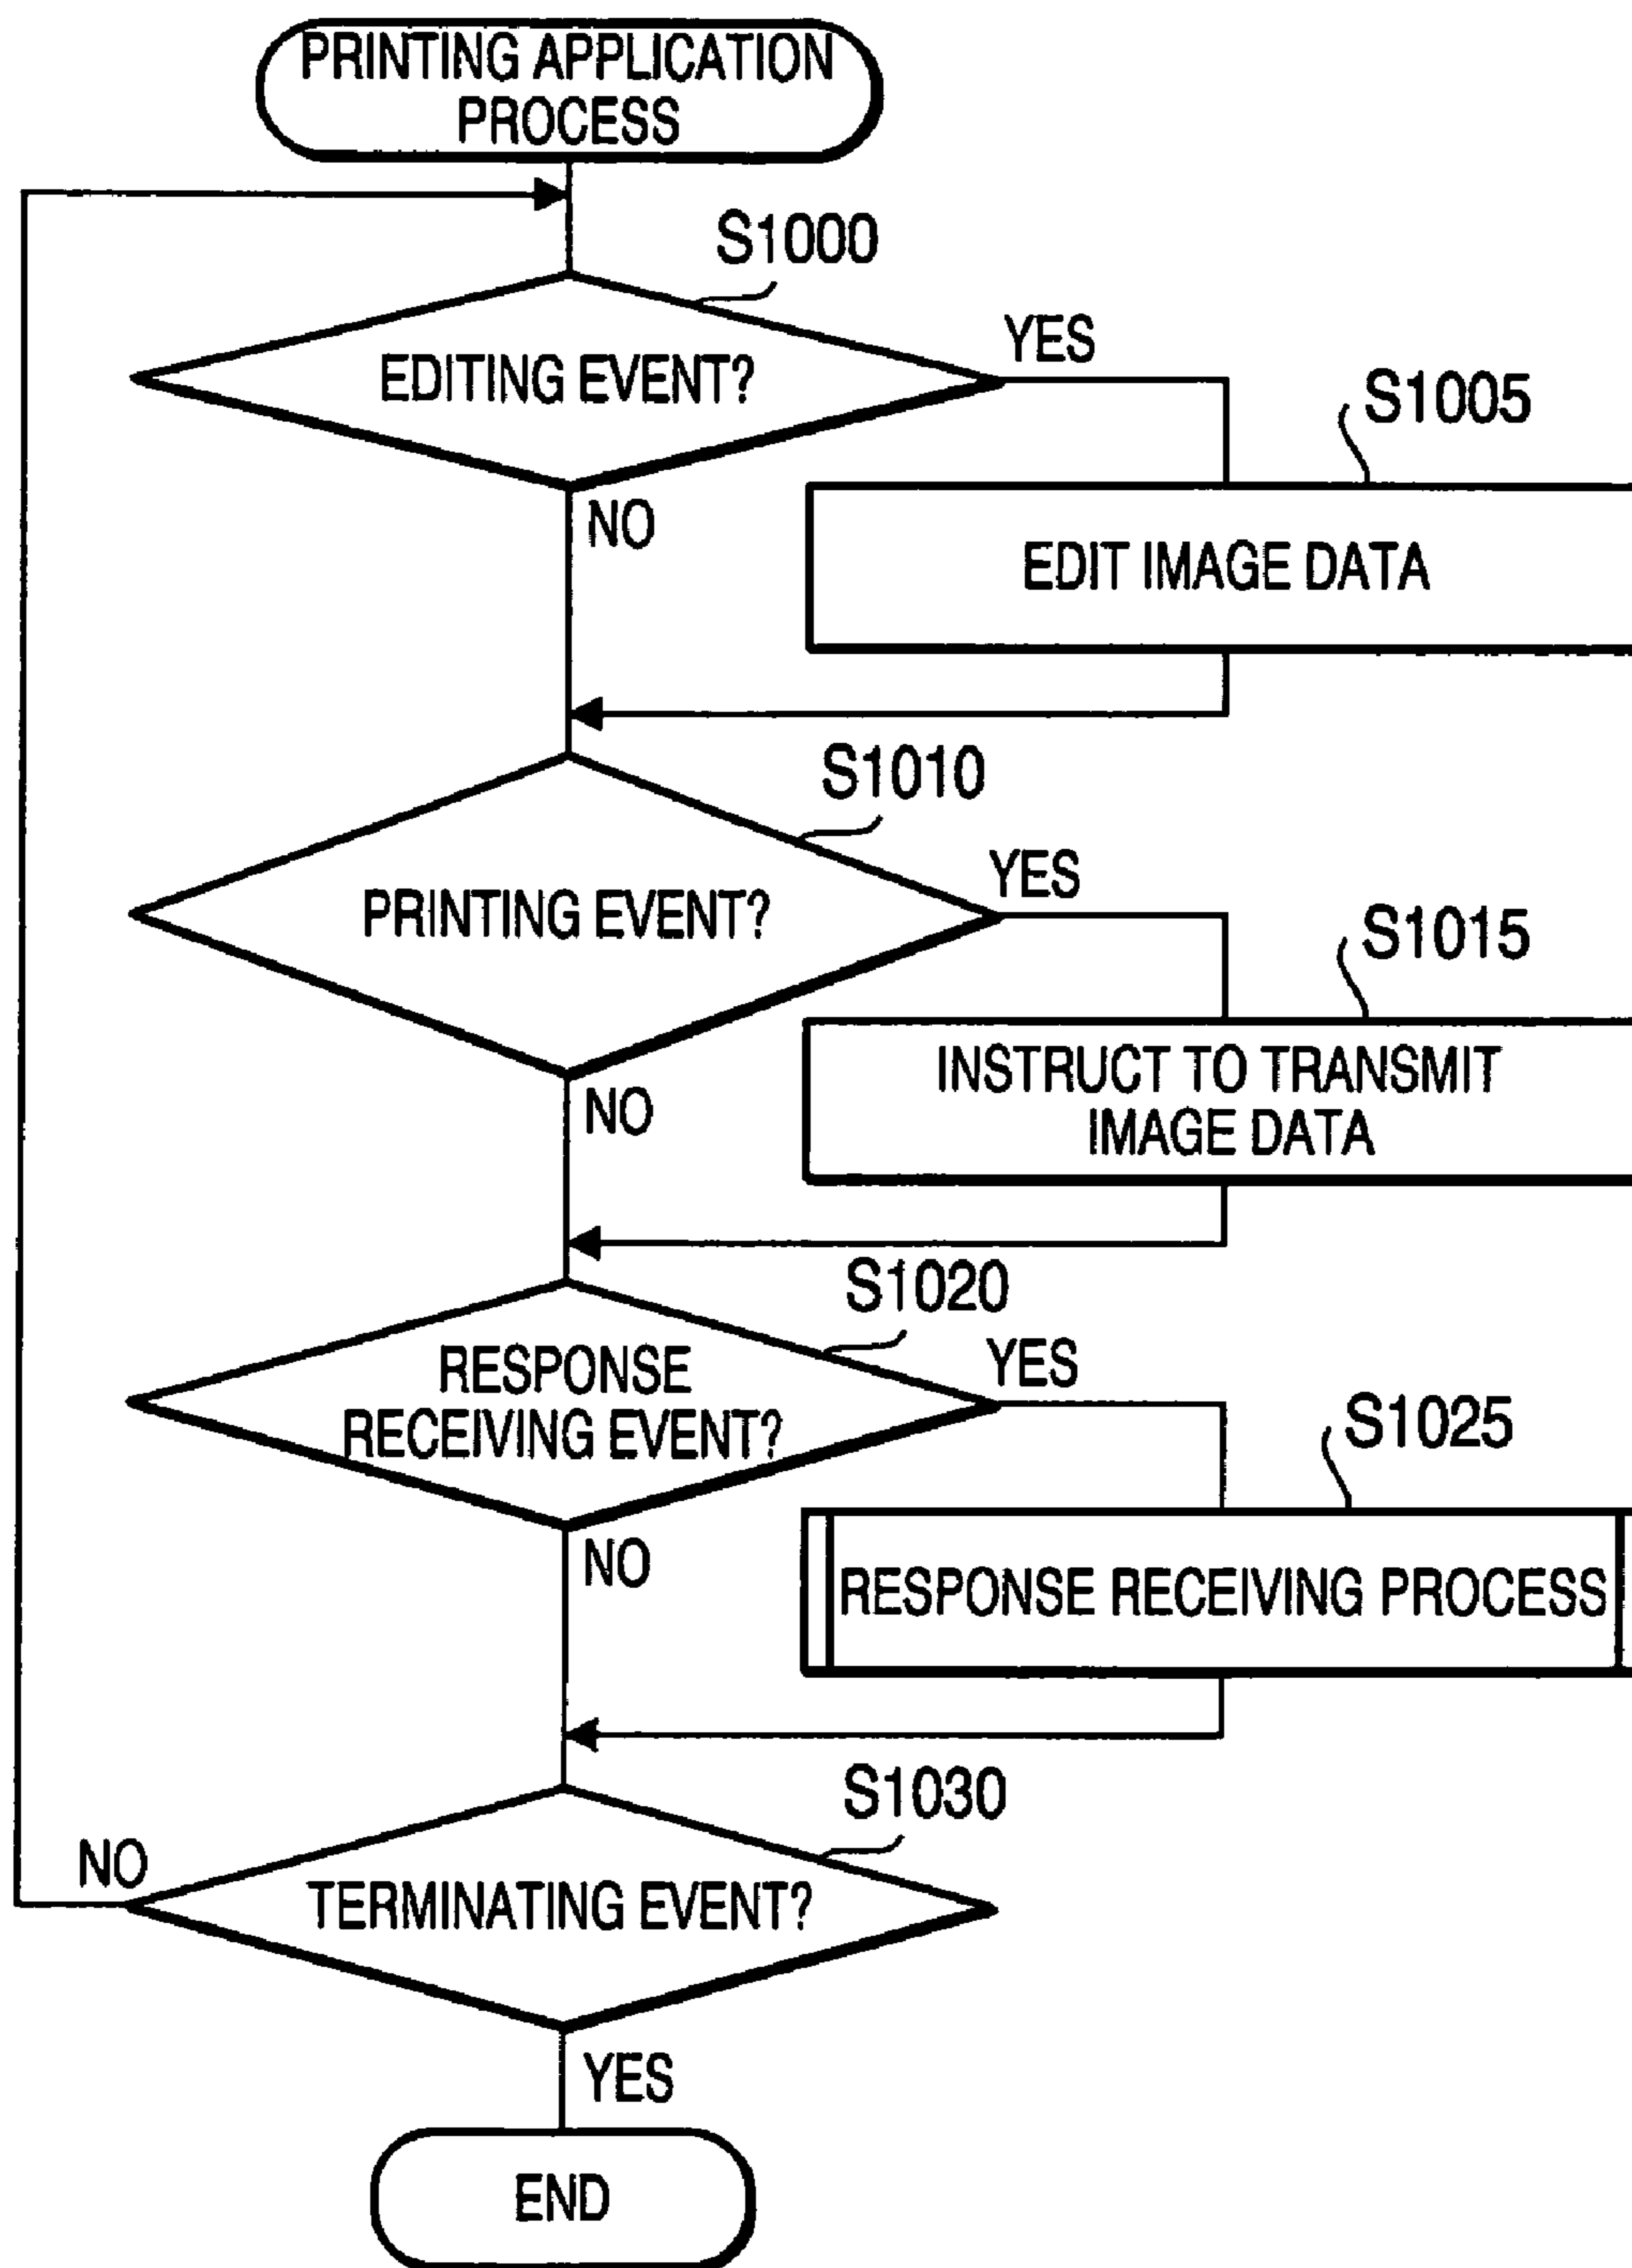 PRINTING APPLICATION
PROCESS
S1000
EDITING EVENT?
YES
S1005
NO
EDIT IMAGE DATA
S1010
PRINTING EVENT?
YES
S1015
NO
INSTRUCT TO TRANSMIT
IMAGE DATA
S1020
RESPONSE
RECEIVING EVENT?
YES
S1025
NO
RESPONSE RECEIVING PROCESS
S1030
NO
TERMINATING EVENT?
YES
END